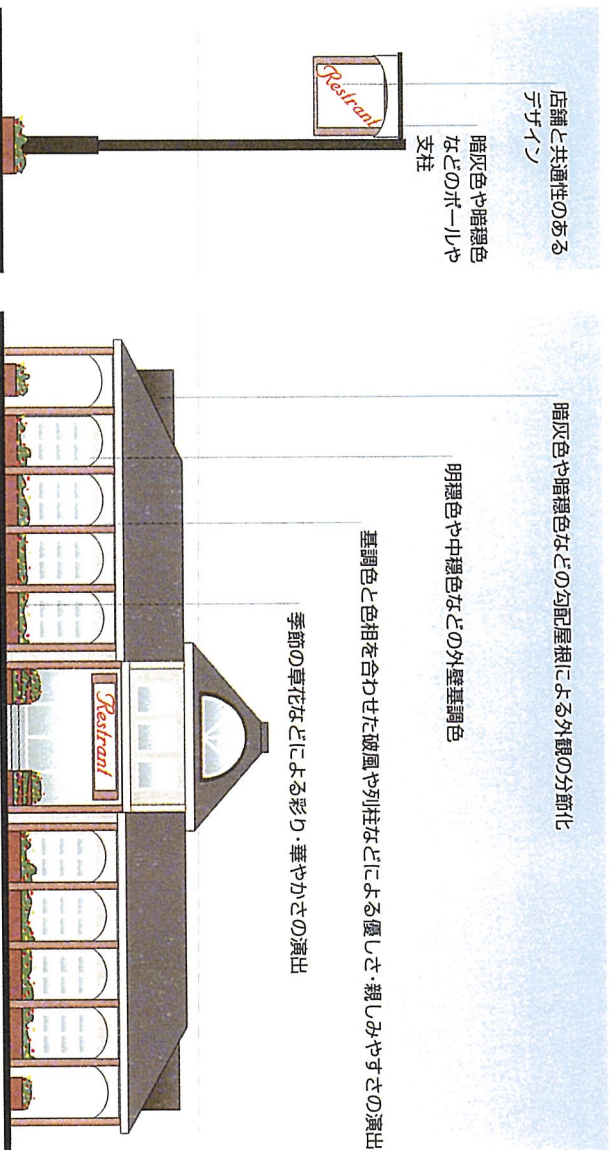 店舗と共通性のある
デザイン
暗灰色や暗穏色
などのポールや
支柱
Restrant
暗灰色や暗穏色などの勾配屋根による外観の分節化
明穏色や中穏色などの外壁基調色
基調色と色相を合わせた破風や列柱などによる優しさ・親しみやすさの演出
季節の草花などによる彩り・華やかさの演出
Restrant